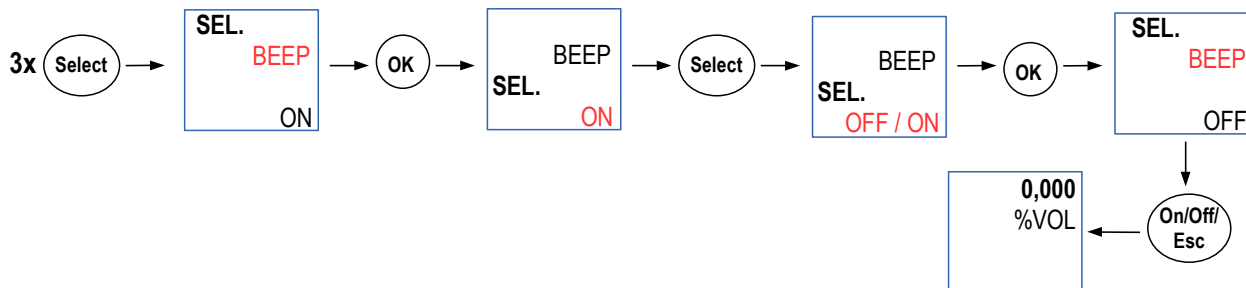 3x
Select
SEL.
BEEP
ON
OK
BEEP
SEL.
ON
Select
BEEP
SEL.
OFF / ON
OK
SEL.
BEEP
OFF
On/Off/
Esc
0,000
%VOL